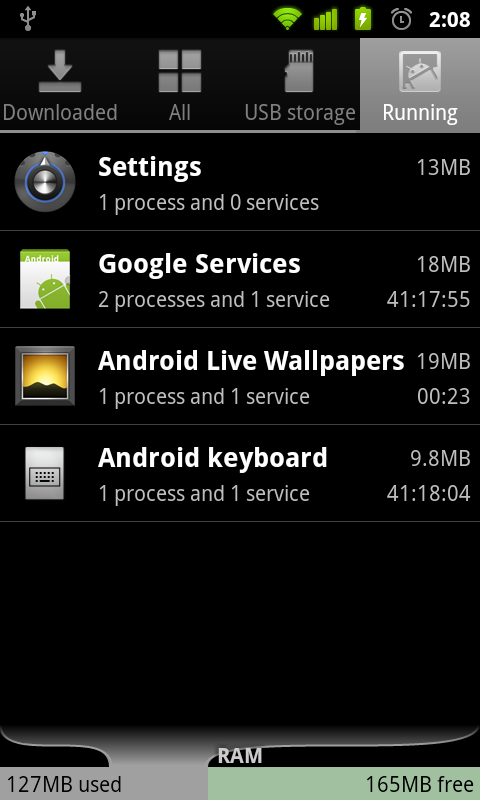 2:08
Downloaded All USB storage Running
Settings 13MB
1 process and 0 services
Android
Google Services 18MB
2 processes and 1 service 41:17:55
Android Live Wallpapers 19MB
1 process and 1 service 00:23
Android keyboard 9.8MB
1 process and 1 service 41:18:04
RAM
127MB used 165MB free